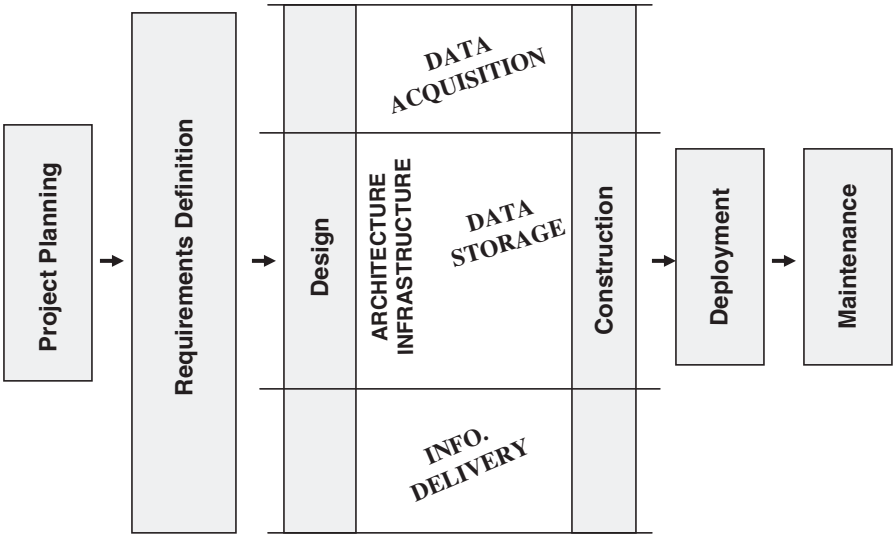 Project Planning
Requirements Definition
Design
ARCHITECTURE
INFRASTRUCTURE
DATA
ACQUISITION
DATA
STORAGE
INFO.
DELIVERY
Construction
Deployment
Maintenance